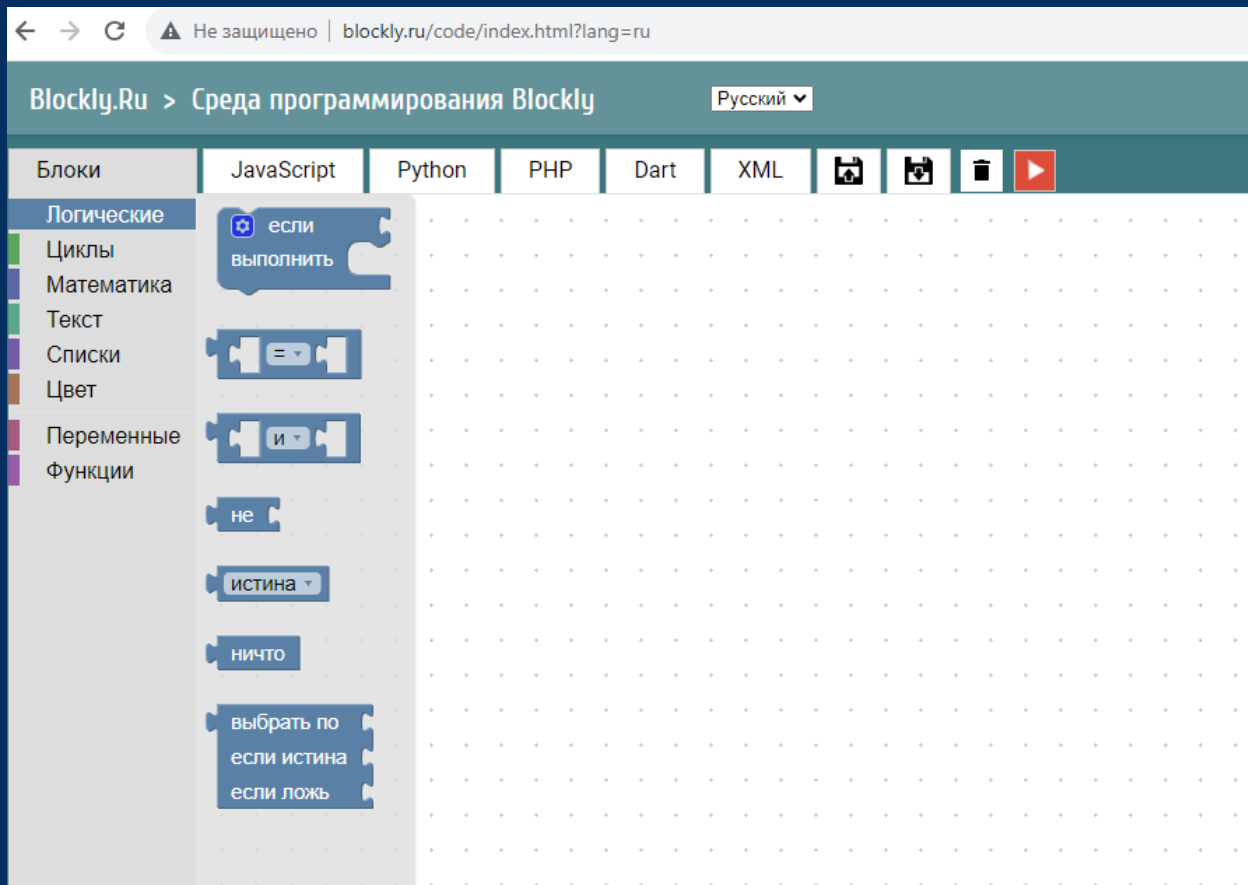 Не защищено | blockly.ru/code/index.html?lang=ru
Blockly.Ru > Среда программирования Blockly
Русский
Блоки
JavaScript
Python
PHP
Dart
XML
Логические
Циклы
Математика
Текст
Списки
Цвет
Переменные
Функции
если
выполнить
=
и
не
истина
ничто
выбрать по
если истина
если ложь